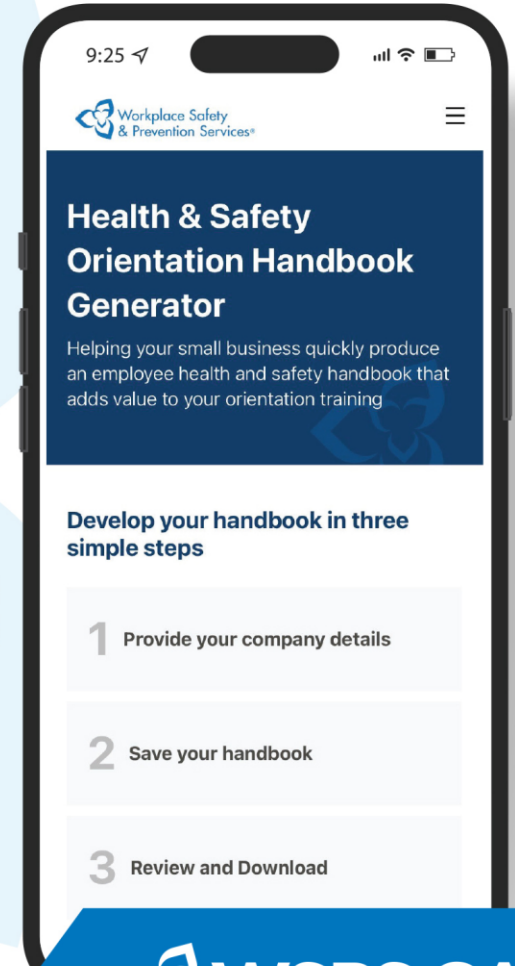 9:25
Workplace Safety
& Prevention Services®
Health & Safety
Orientation Handbook
Generator
Helping your small business quickly produce
an employee health and safety handbook that
adds value to your orientation training
Develop your handbook in three
simple steps
1 Provide your company details
2 Save your handbook
3 Review and Download